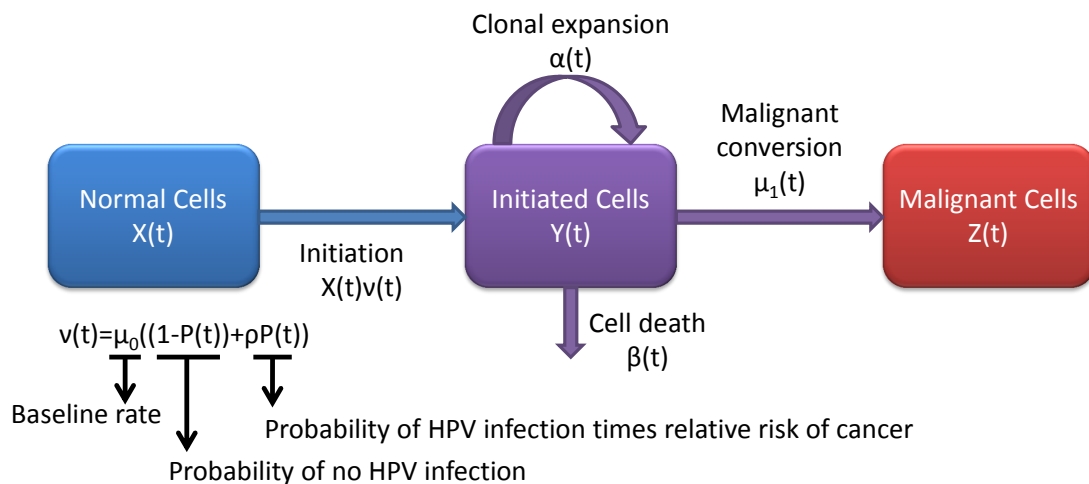 Clonal expansion
α(t)
Malignant
conversion
μ₁(t)
Normal Cells
X(t)
Initiated Cells
Y(t)
Malignant Cells
Z(t)
Initiation
X(t)ν(t)
Cell death
β(t)
ν(t)=μ₀((1-P(t))+ρP(t))
Baseline rate
Probability of HPV infection times relative risk of cancer
Probability of no HPV infection